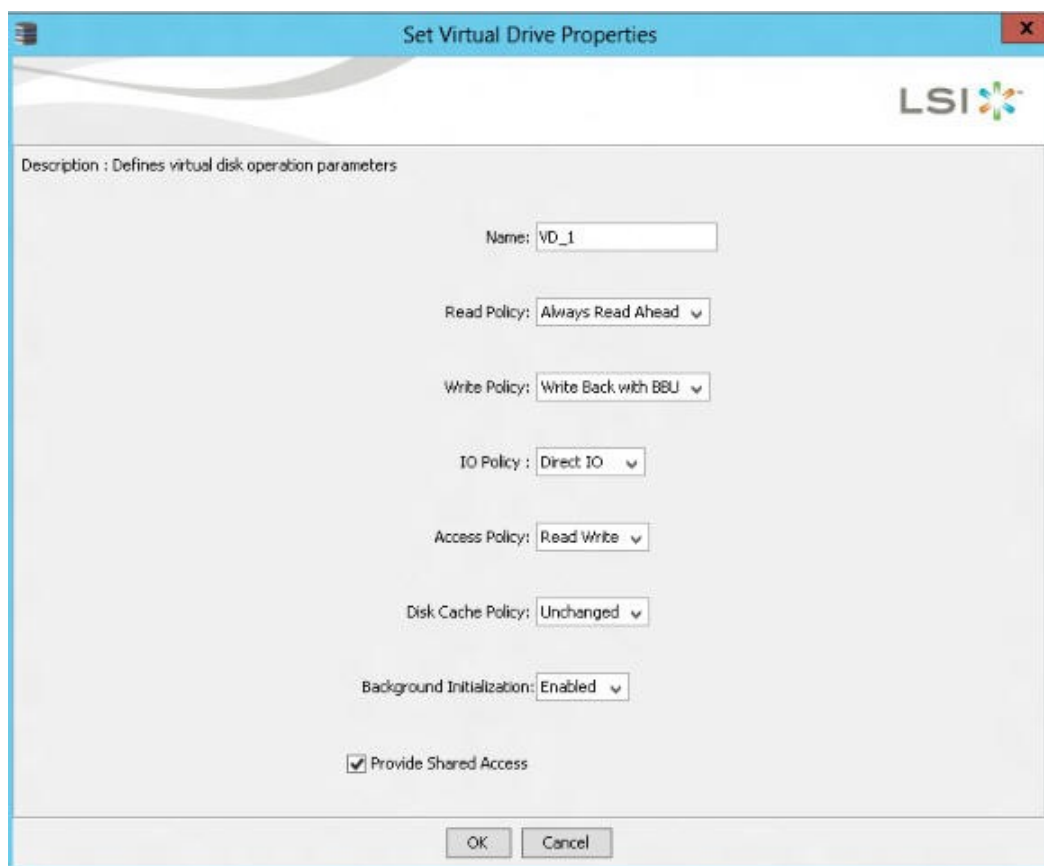 Set Virtual Drive Properties
x
LSI
Description : Defines virtual disk operation parameters
Name: VD_1
Read Policy: Always Read Ahead
Write Policy: Write Back with BBU
IO Policy : Direct IO
Access Policy: Read Write
Disk Cache Policy: Unchanged
Background Initialization: Enabled
Provide Shared Access
OK Cancel